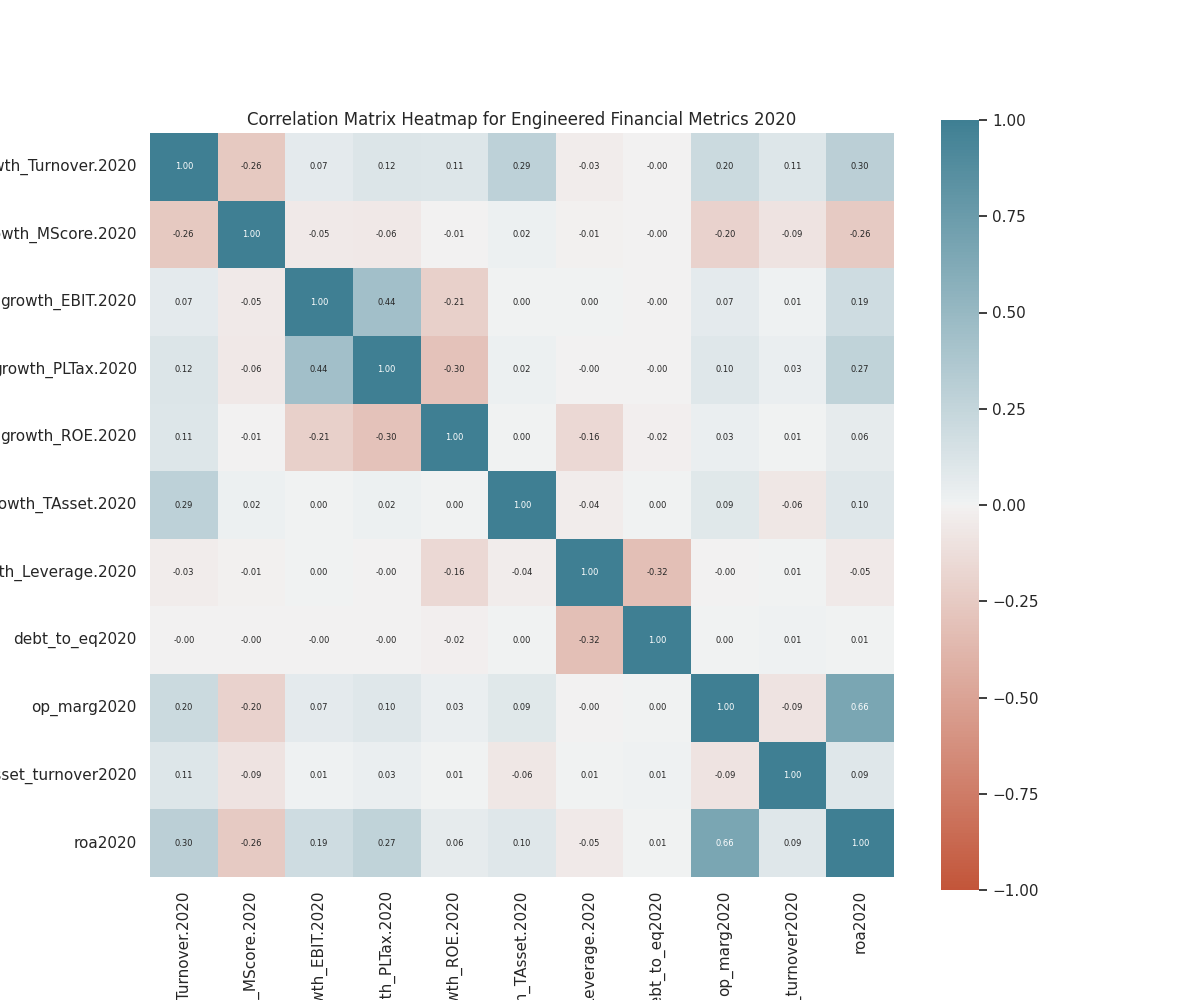 Correlation Matrix Heatmap for Engineered Financial Metrics 2020
wth_Turnover.2020 1.00 -0.26 0.07 0.12 0.11 0.29 -0.03 -0.00 0.20 0.11 0.30
owth_MScore.2020 -0.26 1.00 -0.05 -0.06 -0.01 0.02 -0.01 -0.00 -0.20 -0.09 -0.26
growth_EBIT.2020 0.07 -0.05 1.00 0.44 -0.21 0.00 0.00 -0.00 0.07 0.01 0.19
growth_PLTax.2020 0.12 -0.06 0.44 1.00 -0.30 0.02 -0.00 -0.00 0.10 0.03 0.27
growth_ROE.2020 0.11 -0.01 -0.21 -0.30 1.00 0.00 -0.16 -0.02 0.03 0.01 0.06
owth_TAsset.2020 0.29 0.02 0.00 0.02 0.00 1.00 -0.04 0.00 0.09 -0.06 0.10
th_Leverage.2020 -0.03 -0.01 0.00 -0.00 -0.16 -0.04 1.00 -0.32 -0.00 0.01 -0.05
debt_to_eq2020 -0.00 -0.00 -0.00 -0.00 -0.02 0.00 -0.32 1.00 0.00 0.01 0.01
op_marg2020 0.20 -0.20 0.07 0.10 0.03 0.09 -0.00 0.00 1.00 -0.09 0.66
sset_turnover2020 0.11 -0.09 0.01 0.03 0.01 -0.06 0.01 0.01 -0.09 1.00 0.09
roa2020 0.30 -0.26 0.19 0.27 0.06 0.10 -0.05 0.01 0.66 0.09 1.00
Turnover.2020
_MScore.2020
wth_EBIT.2020
th_PLTax.2020
wth_ROE.2020
h_TAsset.2020
everage.2020
ebt_to_eq2020
op_marg2020
_turnover2020
roa2020
1.00
0.75
0.50
0.25
0.00
−0.25
−0.50
−0.75
−1.00